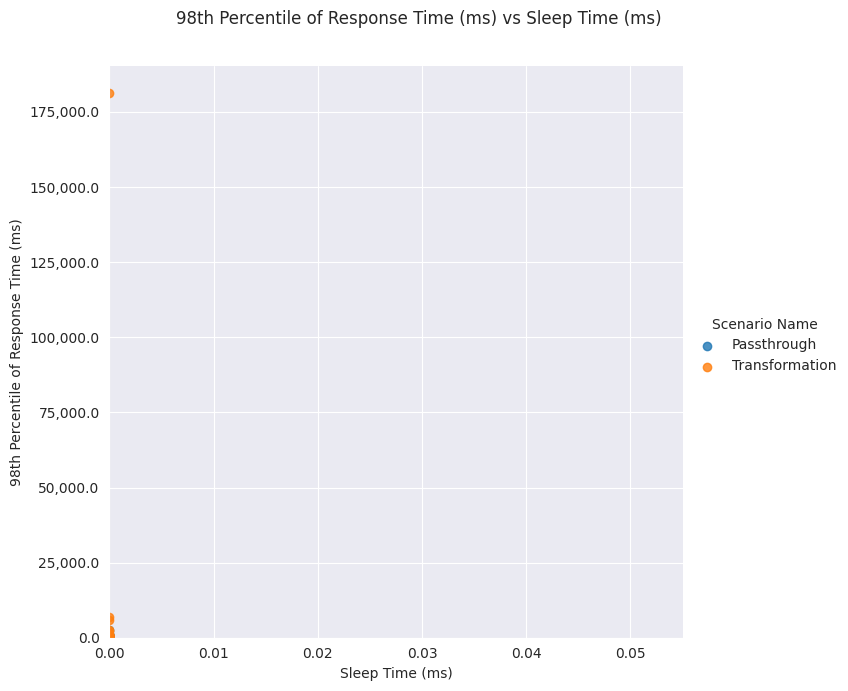 98th Percentile of Response Time (ms) vs Sleep Time (ms)
98th Percentile of Response Time (ms)
175,000.0
150,000.0
125,000.0
100,000.0
75,000.0
50,000.0
25,000.0
0.0
0.00 0.01 0.02 0.03 0.04 0.05
Sleep Time (ms)
Scenario Name
Passthrough
Transformation